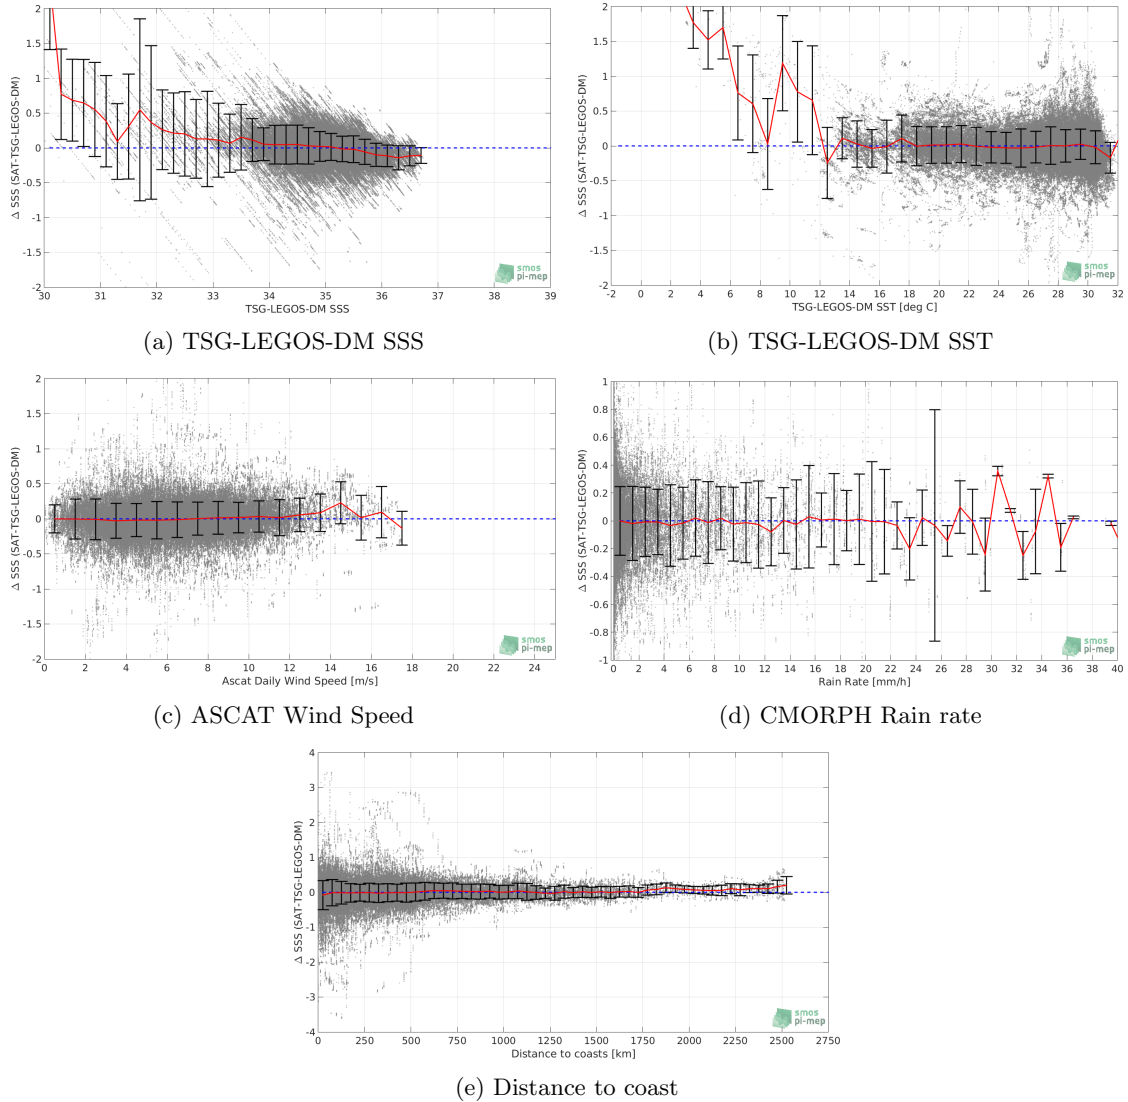 2
1.5
1
0.5
0
-0.5
-1
-1.5
-2
Δ SSS (SAT-TSG-LEGOS-DM)
30 31 32 33 34 35 36 37 38 39
TSG-LEGOS-DM SSS
smos
pi-mep
(a) TSG-LEGOS-DM SSS
2
1.5
1
0.5
0
-0.5
-1
-1.5
-2
Δ SSS (SAT-TSG-LEGOS-DM)
-2 0 2 4 6 8 10 12 14 16 18 20 22 24 26 28 30 32
TSG-LEGOS-DM SST [deg C]
smos
pi-mep
(b) TSG-LEGOS-DM SST
2
1.5
1
0.5
0
-0.5
-1
-1.5
-2
Δ SSS (SAT-TSG-LEGOS-DM)
0 2 4 6 8 10 12 14 16 18 20 22 24
Ascat Daily Wind Speed [m/s]
smos
pi-mep
(c) ASCAT Wind Speed
1
0.8
0.6
0.4
0.2
0
-0.2
-0.4
-0.6
-0.8
-1
Δ SSS (SAT-TSG-LEGOS-DM)
0 2 4 6 8 10 12 14 16 18 20 22 24 26 28 30 32 34 36 38 40
Rain Rate [mm/h]
smos
pi-mep
(d) CMORPH Rain rate
4
3
2
1
0
-1
-2
-3
-4
Δ SSS (SAT-TSG-LEGOS-DM)
0 250 500 750 1000 1250 1500 1750 2000 2250 2500 2750
Distance to coasts [km]
smos
pi-mep
(e) Distance to coast